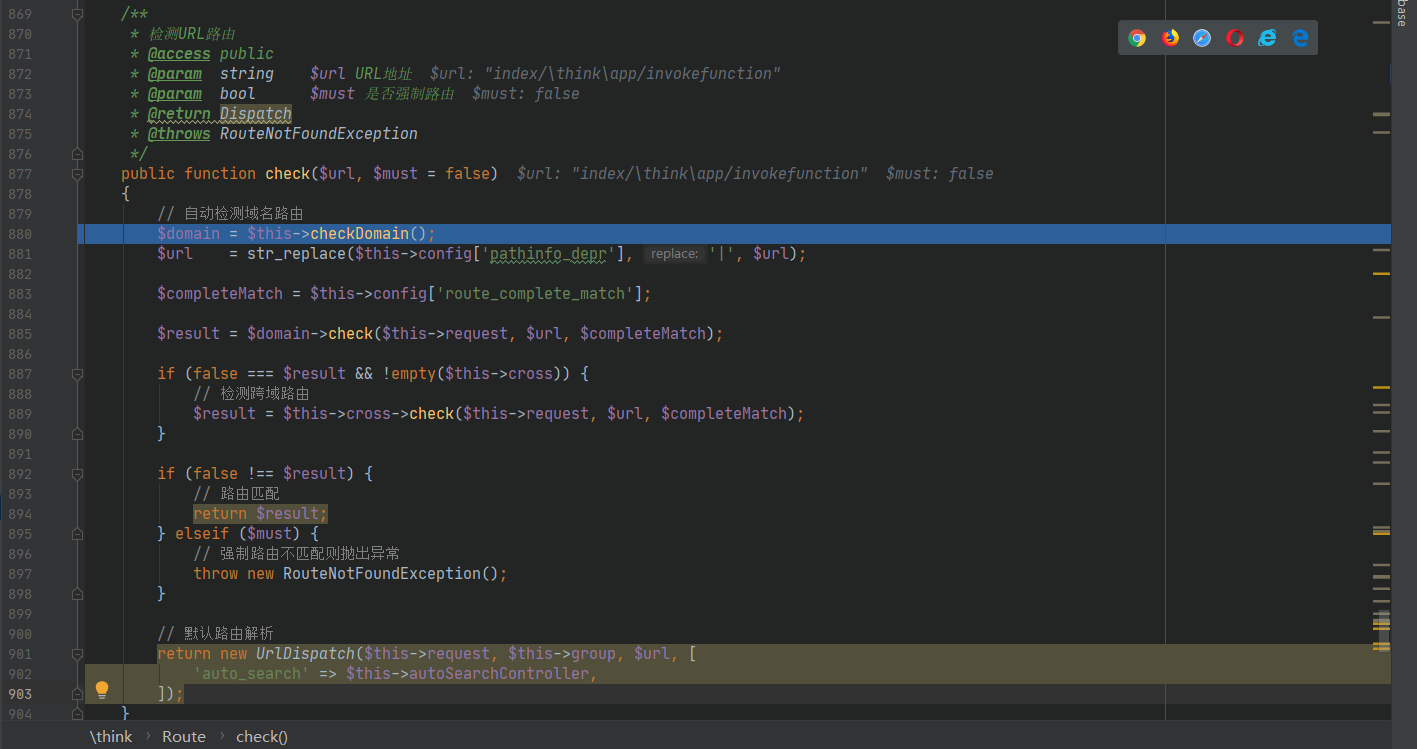 869 /**
870 * 检测URL路由
871 * @access public
872 * @param string $url URL地址 $url: "index/\think\app/invokefunction"
873 * @param bool $must 是否强制路由 $must: false
874 * @return Dispatch
875 * @throws RouteNotFoundException
876 */
877 public function check($url, $must = false) $url: "index/\think\app/invokefunction" $must: false
878 {
879 // 自动检测域名路由
880 $domain = $this->checkDomain();
881 $url = str_replace($this->config['pathinfo_depr'], replace: '|', $url);
882
883 $completeMatch = $this->config['route_complete_match'];
884
885 $result = $domain->check($this->request, $url, $completeMatch);
886
887 if (false === $result && !empty($this->cross)) {
888 // 检测跨域路由
889 $result = $this->cross->check($this->request, $url, $completeMatch);
890 }
891
892 if (false !== $result) {
893 // 路由匹配
894 return $result;
895 } elseif ($must) {
896 // 强制路由不匹配则抛出异常
897 throw new RouteNotFoundException();
898 }
899
900 // 默认路由解析
901 return new UrlDispatch($this->request, $this->group, $url, [
902 'auto_search' => $this->autoSearchController,
903 ]);
904 }
\think › Route › check()
base